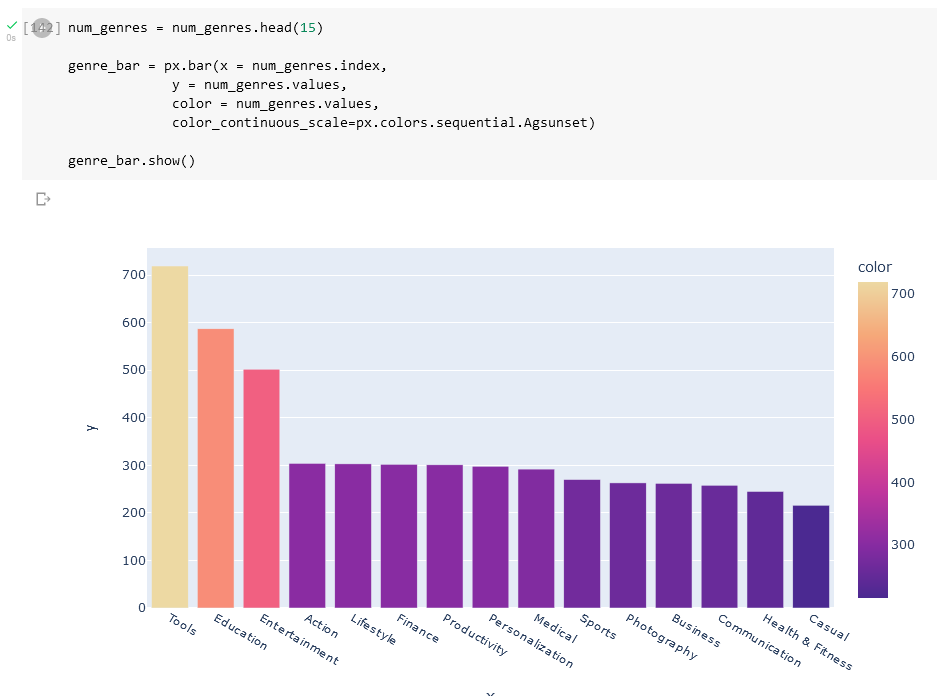 [142] num_genres = num_genres.head(15)
0s
genre_bar = px.bar(x = num_genres.index,
y = num_genres.values,
color = num_genres.values,
color_continuous_scale=px.colors.sequential.Agsunset)
genre_bar.show()
color
700
600
500
400
300
y
700
600
500
400
300
200
100
0
Tools
Education
Entertainment
Action
Lifestyle
Finance
Productivity
Personalization
Medical
Sports
Photography
Business
Communication
Health & Fitness
Casual